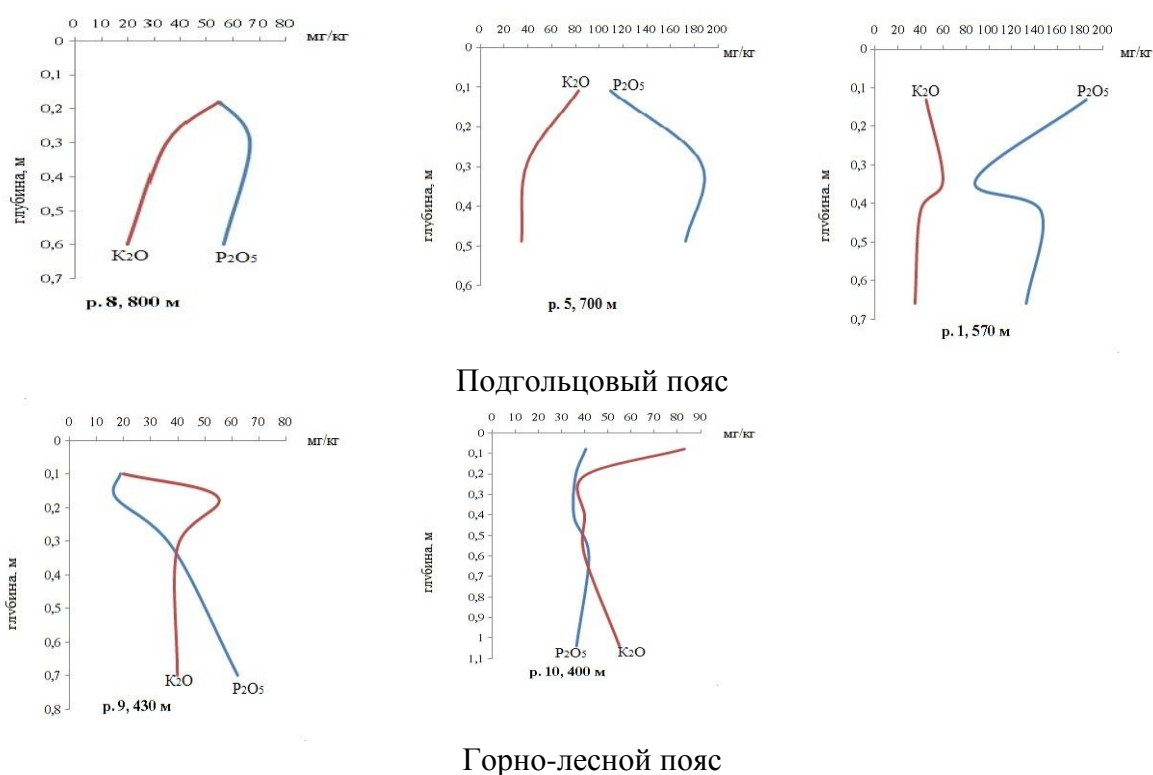 0 10 20 30 40 50 60 70 80
мг/кг
0
0,1
0,2
0,3
0,4
0,5
0,6
0,7
глубина, м
K2O
P2O5
р. 8, 800 м
0 20 40 60 80 100 120 140 160 180 200
мг/кг
0
0,1
0,2
0,3
0,4
0,5
0,6
глубина, м
K2O
P2O5
р. 5, 700 м
0 20 40 60 80 100 120 140 160 180 200
мг/кг
0
0,1
0,2
0,3
0,4
0,5
0,6
0,7
глубина, м
K2O
P2O5
р. 1, 570 м
Подгольцовый пояс
0 10 20 30 40 50 60 70 80
мг/кг
0
0,1
0,2
0,3
0,4
0,5
0,6
0,7
0,8
глубина, м
K2O
P2O5
р. 9, 430 м
0 10 20 30 40 50 60 70 80 90
мг/кг
0
0,1
0,2
0,3
0,4
0,5
0,6
0,7
0,8
0,9
1
1,1
глубина, м
P2O5
K2O
р. 10, 400 м
Горно-лесной пояс